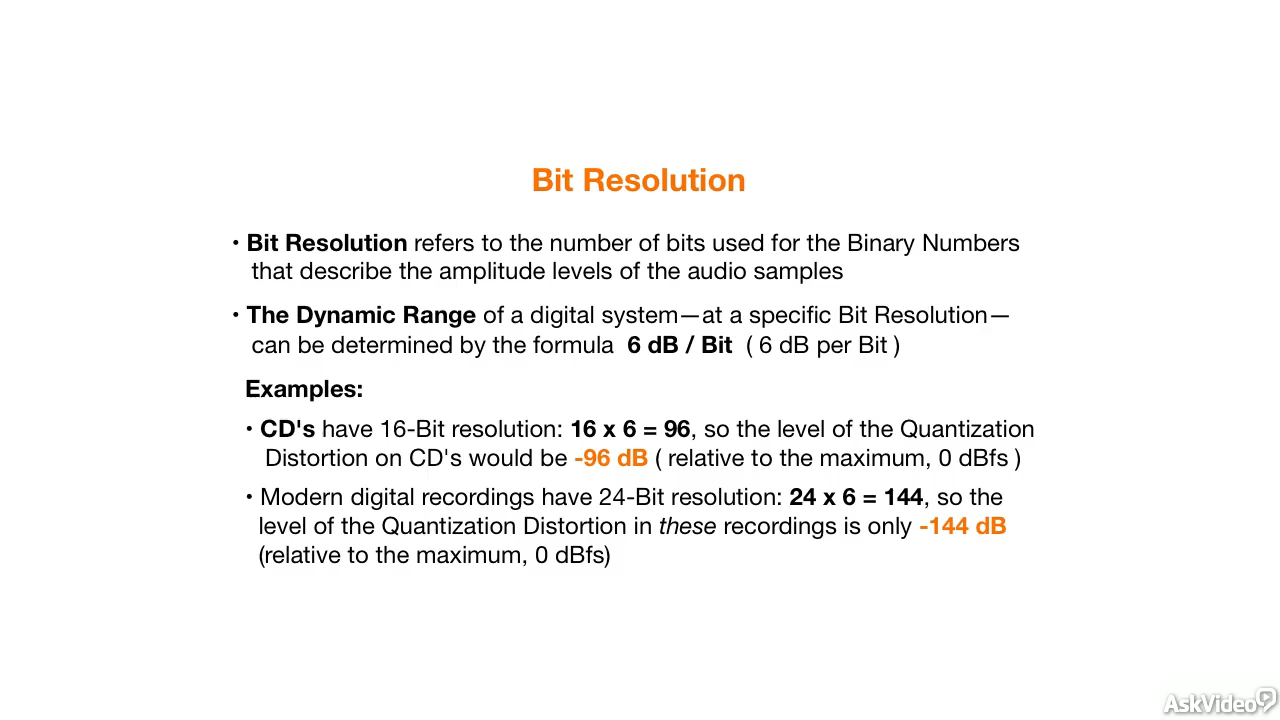 Bit Resolution
• Bit Resolution refers to the number of bits used for the Binary Numbers
that describe the amplitude levels of the audio samples
• The Dynamic Range of a digital system—at a specific Bit Resolution—
can be determined by the formula 6 dB / Bit ( 6 dB per Bit )
Examples:
• CD's have 16-Bit resolution: 16 x 6 = 96, so the level of the Quantization
Distortion on CD's would be -96 dB ( relative to the maximum, 0 dBfs )
• Modern digital recordings have 24-Bit resolution: 24 x 6 = 144, so the
level of the Quantization Distortion in these recordings is only -144 dB
(relative to the maximum, 0 dBfs)
AskVideo